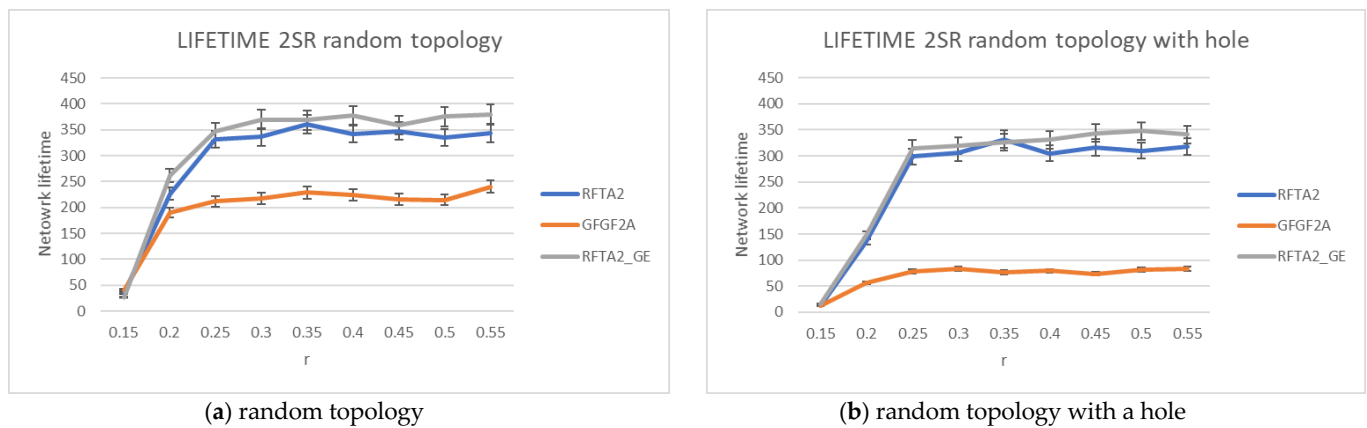 LIFETIME 2SR random topology
Netowrk lifetime
450
400
350
300
250
200
150
100
50
0
0.15 0.2 0.25 0.3 0.35 0.4 0.45 0.5 0.55
r
RFTA2
GFGF2A
RFTA2_GE
(a) random topology
LIFETIME 2SR random topology with hole
Network lifetime
450
400
350
300
250
200
150
100
50
0
0.15 0.2 0.25 0.3 0.35 0.4 0.45 0.5 0.55
r
RFTA2
GFGF2A
RFTA2_GE
(b) random topology with a hole